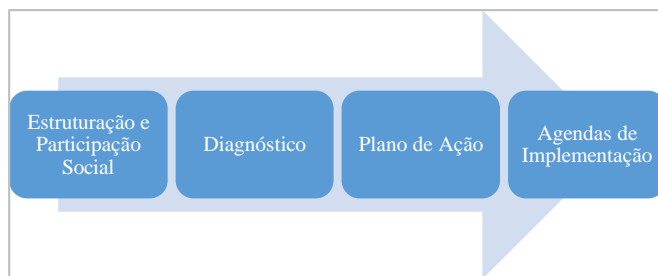 Estruturação e
Participação
Social
Diagnóstico
Plano de Ação
Agendas de
Implementação